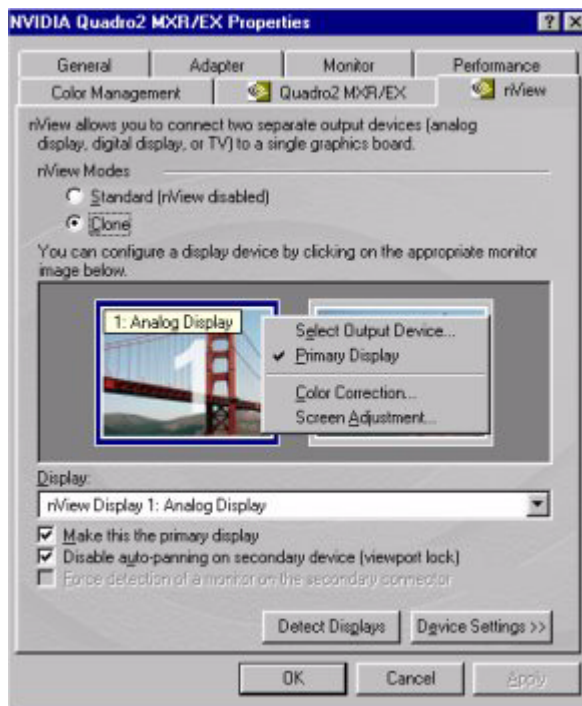 NVIDIA Quadro2 MXR/EX Properties
General
Adapter
Monitor
Performance
Color Management
Quadro2 MXR/EX
nView
nView allows you to connect two separate output devices (analog
display, digital display, or TV) to a single graphics board.
nView Modes
Standard (nView disabled)
Clone
You can configure a display device by clicking on the appropriate monitor
image below.
1: Analog Display
1
Select Output Device...
Primary Display
Color Correction...
Screen Adjustment...
Display:
nView Display 1: Analog Display
Make this the primary display
Disable auto-panning on secondary device (viewport lock)
Force detection of a monitor on the secondary connector
Detect Displays
Device Settings >>
OK
Cancel
Apply